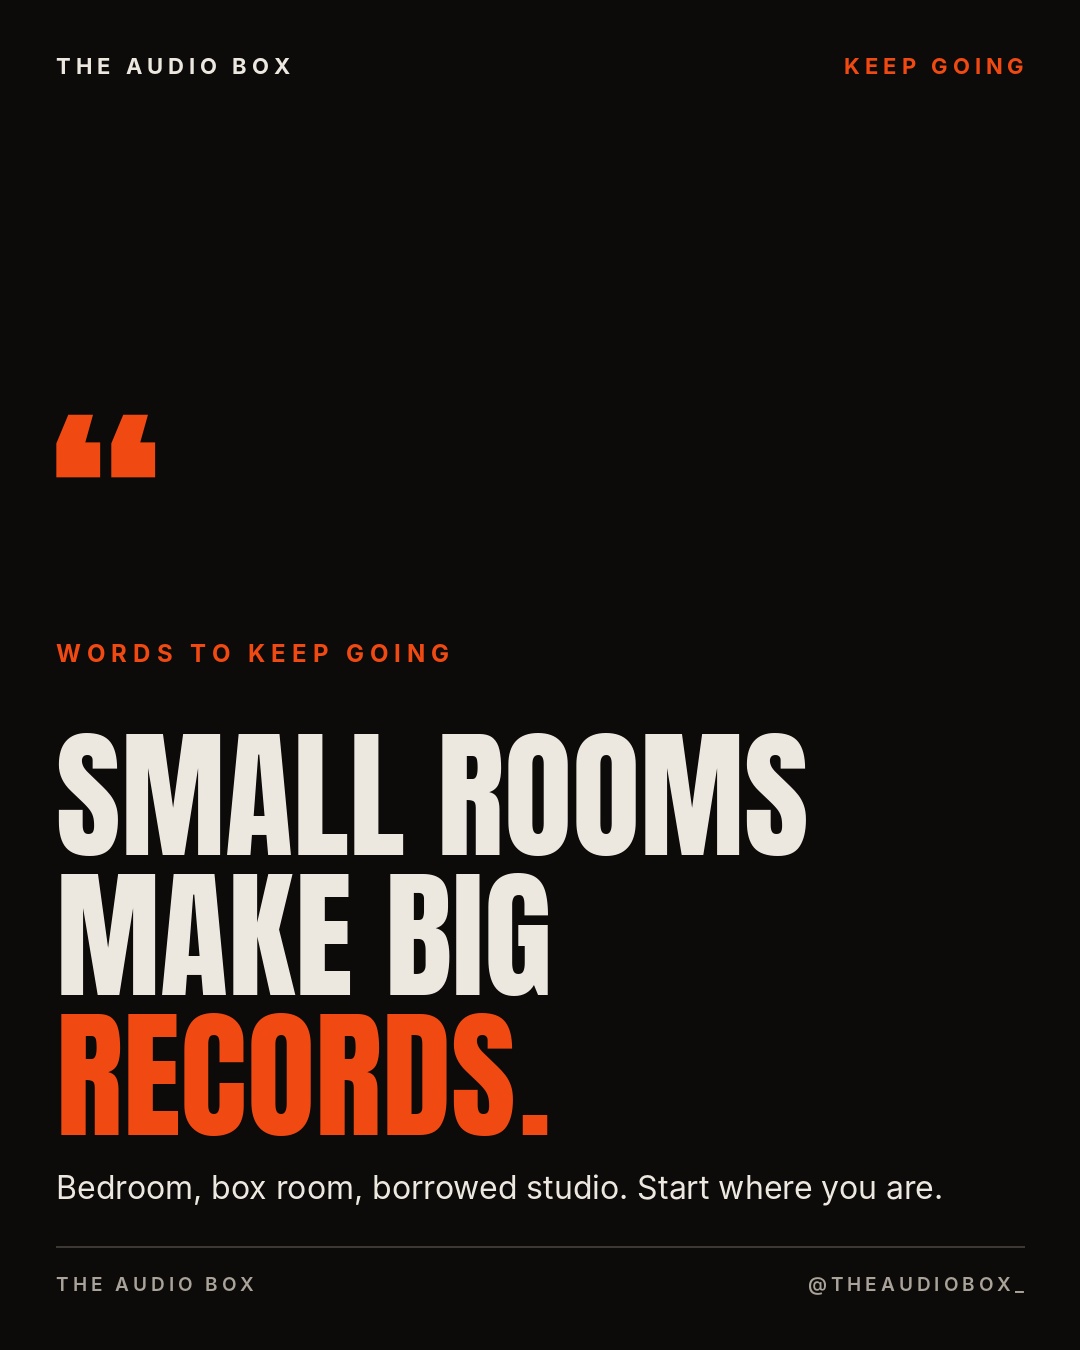 THE AUDIO BOX
KEEP GOING
“
WORDS TO KEEP GOING
SMALL ROOMS
MAKE BIG
RECORDS.
Bedroom, box room, borrowed studio. Start where you are.
THE AUDIO BOX
@THEAUDIOBOX_